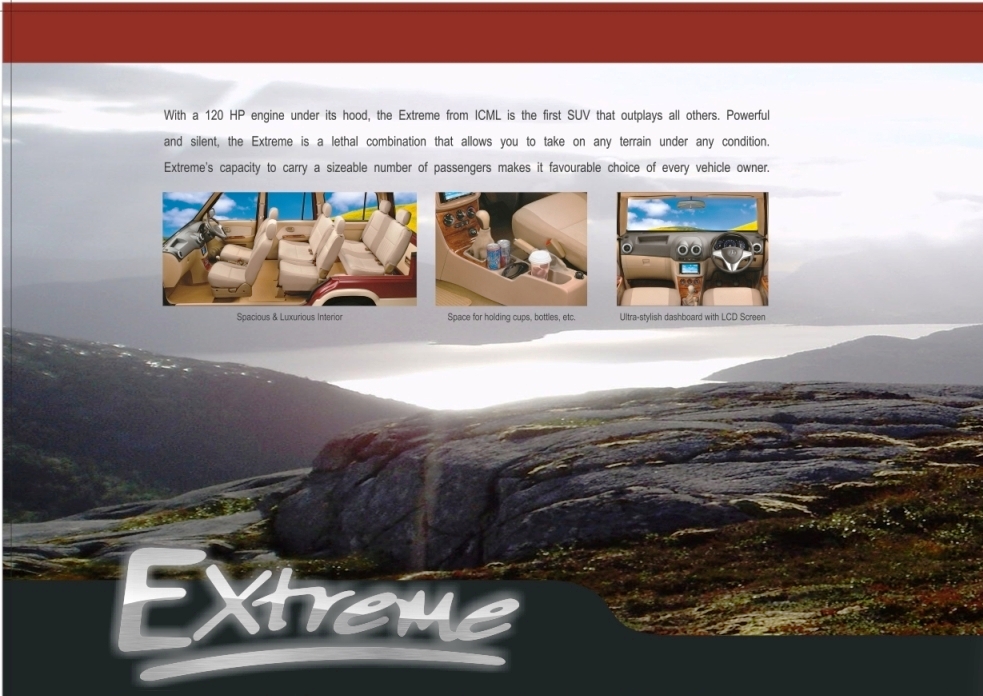 With a 120 HP engine under its hood, the Extreme from ICML is the first SUV that outplays all others. Powerful
and silent, the Extreme is a lethal combination that allows you to take on any terrain under any condition.
Extreme's capacity to carry a sizeable number of passengers makes it favourable choice of every vehicle owner.
Spacious & Luxurious Interior
Space for holding cups, bottles, etc.
Ultra-stylish dashboard with LCD Screen
Extreme